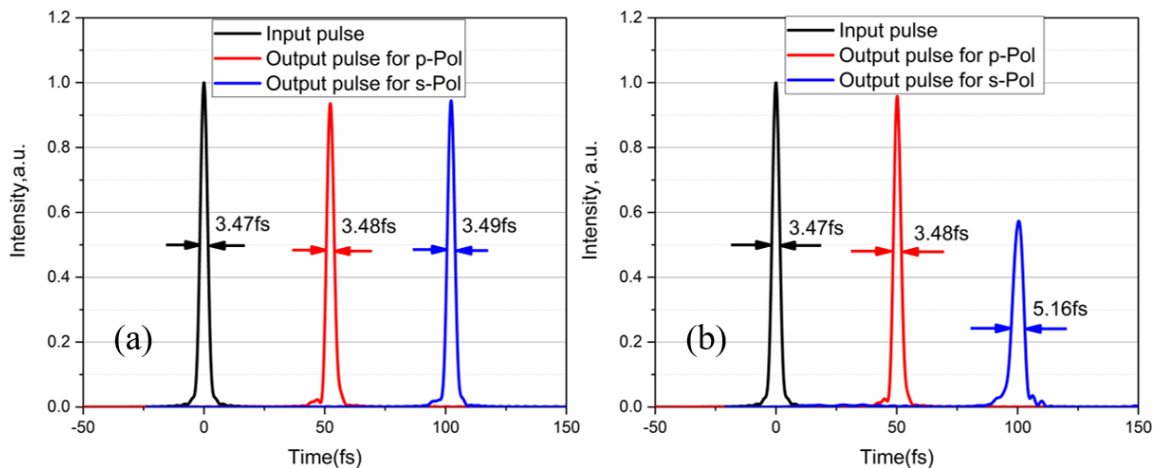 1.2
1.0
0.8
0.6
0.4
0.2
0.0
Intensity,a.u.
Input pulse
Output pulse for p-Pol
Output pulse for s-Pol
3.47fs
3.48fs
3.49fs
(a)
-50
0
50
100
150
Time(fs)
1.2
1.0
0.8
0.6
0.4
0.2
0.0
Intensity, a.u.
Input pulse
Output pulse for p-Pol
Output pulse for s-Pol
3.47fs
3.48fs
5.16fs
(b)
-50
0
50
100
150
Time(fs)